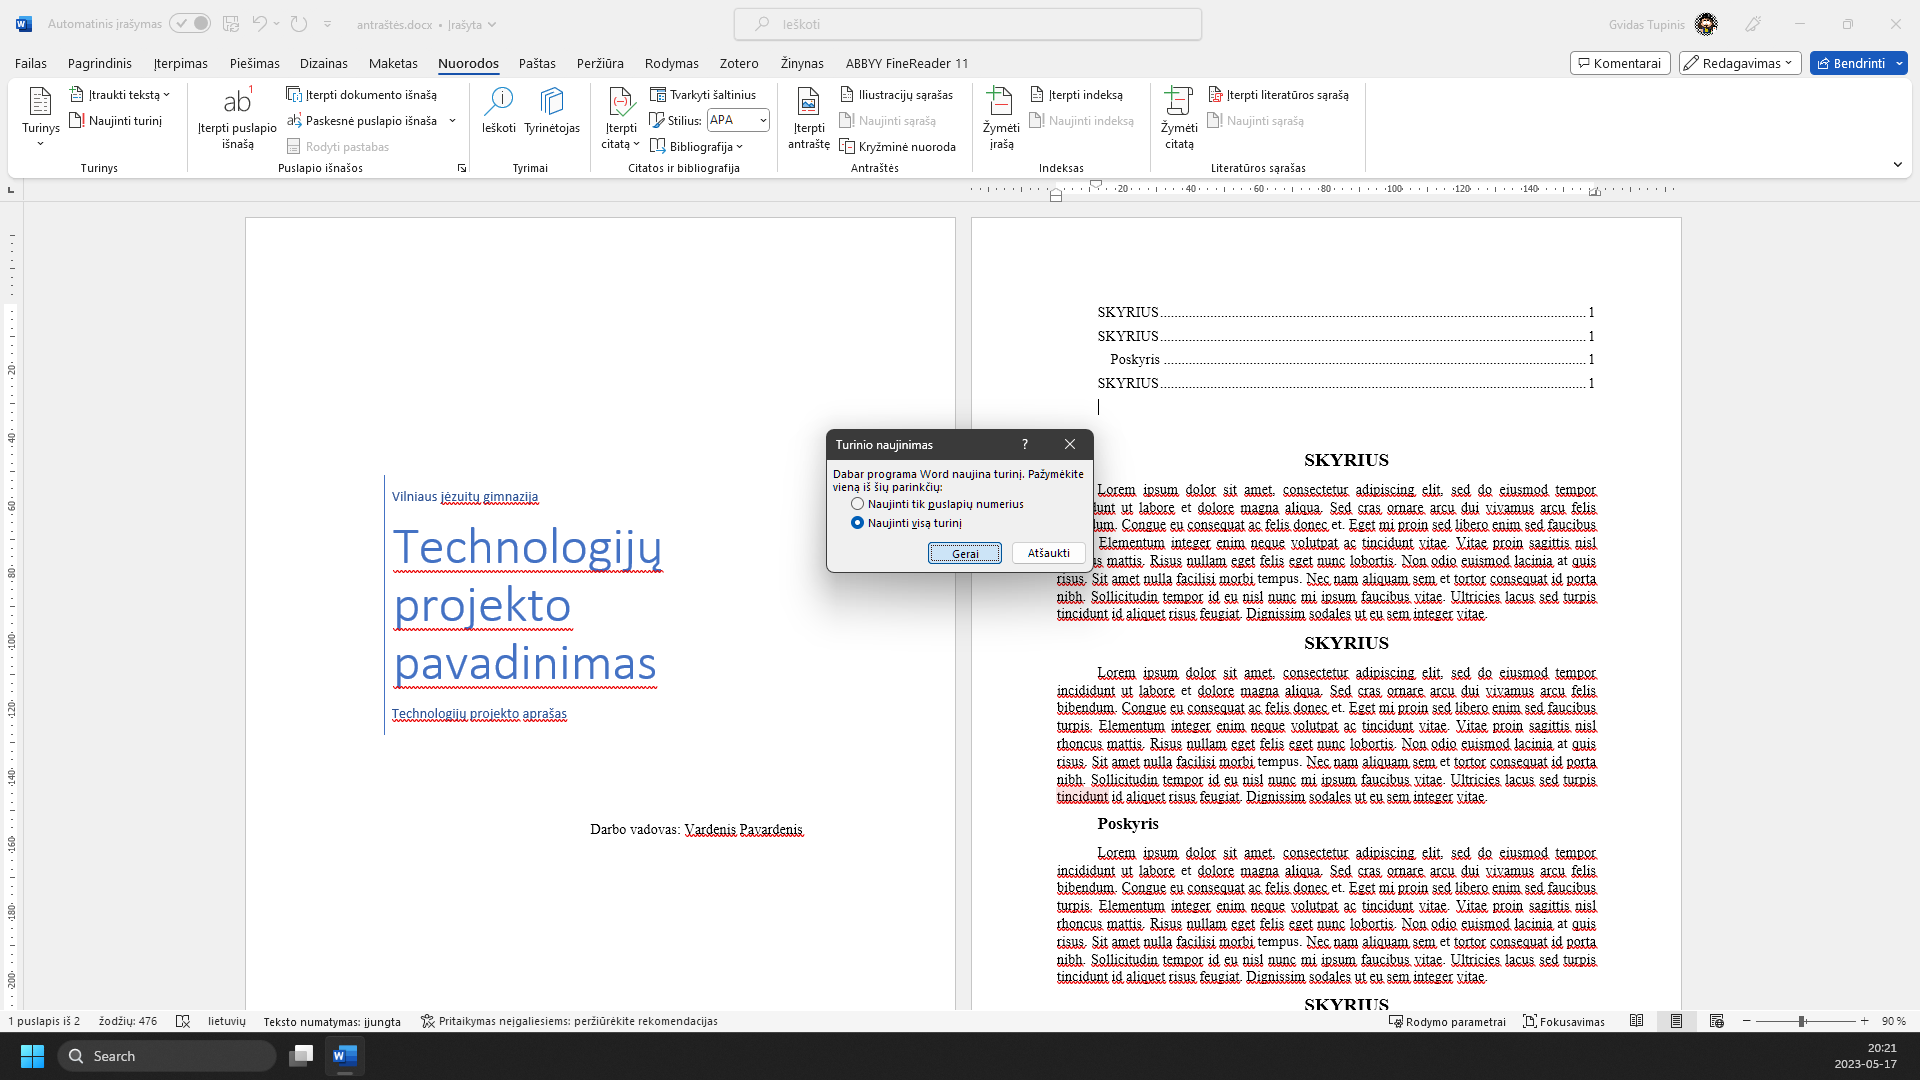 Automatinis įrašymas
antraštės.docx • Įrašyta
Ieškoti
Gvidas Tupinis
Failas Pagrindinis Įterpimas Piešimas Dizainas Maketas Nuorodos Paštas Peržiūra Rodymas Zotero Žinynas ABBYY FineReader 11
Komentarai Redagavimas Bendrinti
Turinys
Įtraukti tekstą
Naujinti turinį
Turinys
ab 1
Įterpti puslapio
išnašą
Įterpti dokumento išnašą
Paskesnė puslapio išnaša
Rodyti pastabas
Puslapio išnašos
Ieškoti Tyrinėtojas
Tyrimai
Įterpti
citatą
Tvarkyti šaltinius
Stilius: APA
Bibliografija
Citatos ir bibliografija
Įterpti
antraštę
Iliustracijų sąrašas
Naujinti sąrašą
Kryžminė nuoroda
Antraštės
Žymėti
įrašą
Įterpti indeksą
Naujinti indeksą
Indeksas
Žymėti
citatą
Įterpti literatūros sąrašą
Naujinti sąrašą
Literatūros sąrašas
20 40 60 80 100 120 140
20
40
60
80
100
120
140
160
180
200
Vilniaus jėzuitų gimnazija
Technologijų
projekto
pavadinimas
Technologijų projekto aprašas
Darbo vadovas: Vardenis Pavardenis
SKYRIUS 1
SKYRIUS 1
Poskyris 1
SKYRIUS 1
Turinio naujinimas ?
Dabar programa Word naujina turinį. Pažymėkite
vieną iš šių parinkčių:
Naujinti tik puslapių numerius
Naujinti visą turinį
Gerai Atšaukti
SKYRIUS
Lorem ipsum dolor sit amet, consectetur adipiscing elit, sed do eiusmod tempor
dunt ut labore et dolore magna aliqua. Sed cras ornare arcu dui vivamus arcu felis
dum. Congue eu consequat ac felis donec et. Eget mi proin sed libero enim sed faucibus
Elementum integer enim neque volutpat ac tincidunt vitae. Vitae proin sagittis nisl
s mattis. Risus nullam eget felis eget nunc lobortis. Non odio euismod lacinia at quis
risus. Sit amet nulla facilisi morbi tempus. Nec nam aliquam sem et tortor consequat id porta
nibh. Sollicitudin tempor id eu nisl nunc mi ipsum faucibus vitae. Ultricies lacus sed turpis
tincidunt id aliquet risus feugiat. Dignissim sodales ut eu sem integer vitae.
SKYRIUS
Lorem ipsum dolor sit amet, consectetur adipiscing elit, sed do eiusmod tempor
incididunt ut labore et dolore magna aliqua. Sed cras ornare arcu dui vivamus arcu felis
bibendum. Congue eu consequat ac felis donec et. Eget mi proin sed libero enim sed faucibus
turpis. Elementum integer enim neque volutpat ac tincidunt vitae. Vitae proin sagittis nisl
rhoncus mattis. Risus nullam eget felis eget nunc lobortis. Non odio euismod lacinia at quis
risus. Sit amet nulla facilisi morbi tempus. Nec nam aliquam sem et tortor consequat id porta
nibh. Sollicitudin tempor id eu nisl nunc mi ipsum faucibus vitae. Ultricies lacus sed turpis
tincidunt id aliquet risus feugiat. Dignissim sodales ut eu sem integer vitae.
Poskyris
Lorem ipsum dolor sit amet, consectetur adipiscing elit, sed do eiusmod tempor
incididunt ut labore et dolore magna aliqua. Sed cras ornare arcu dui vivamus arcu felis
bibendum. Congue eu consequat ac felis donec et. Eget mi proin sed libero enim sed faucibus
turpis. Elementum integer enim neque volutpat ac tincidunt vitae. Vitae proin sagittis nisl
rhoncus mattis. Risus nullam eget felis eget nunc lobortis. Non odio euismod lacinia at quis
risus. Sit amet nulla facilisi morbi tempus. Nec nam aliquam sem et tortor consequat id porta
nibh. Sollicitudin tempor id eu nisl nunc mi ipsum faucibus vitae. Ultricies lacus sed turpis
tincidunt id aliquet risus feugiat. Dignissim sodales ut eu sem integer vitae.
SKYRIUS
1 puslapis iš 2 žodžių: 476 lietuvių Teksto numatymas: įjungta Pritaikymas neįgaliesiems: peržiūrėkite rekomendacijas
Rodymo parametrai Fokusavimas 90 %
Search
20:21
2023-05-17